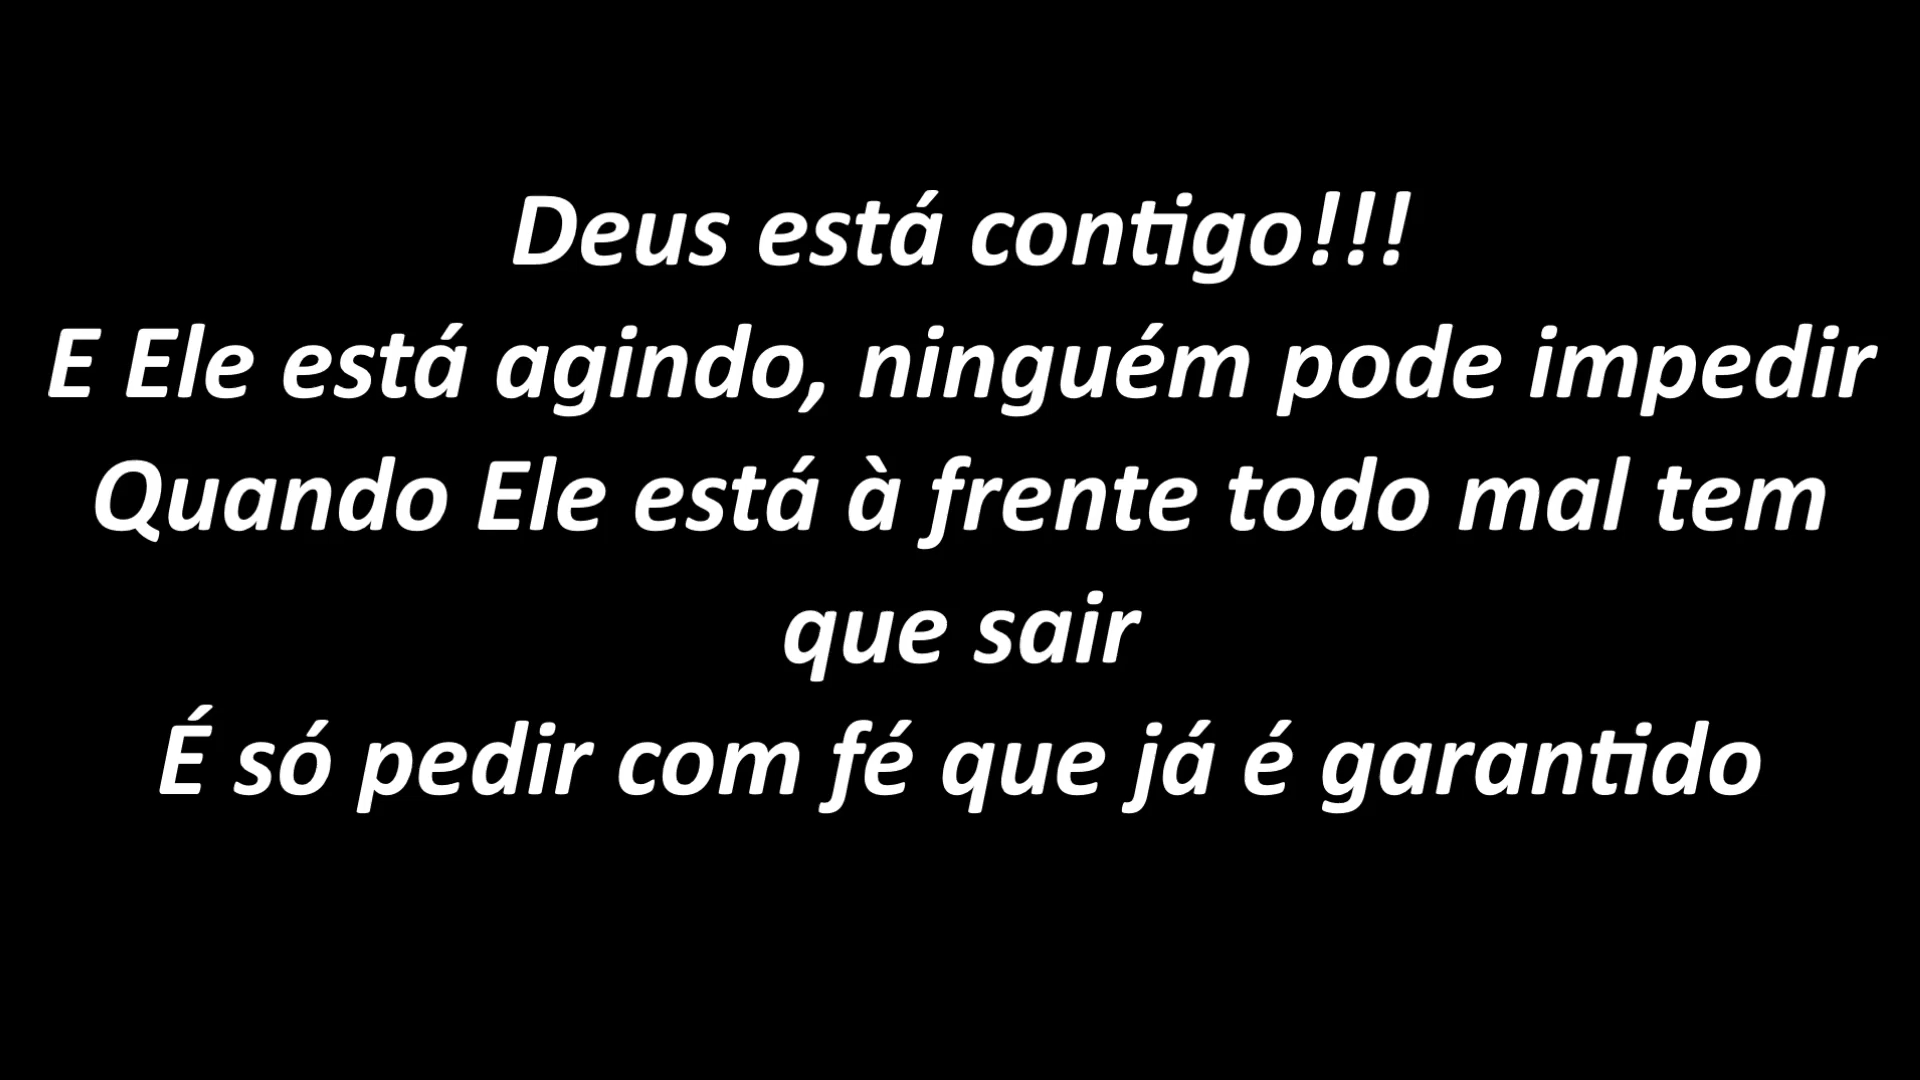 Deus está contigo!!!
E Ele está agindo, ninguém pode impedir
Quando Ele está à frente todo mal tem
que sair
É só pedir com fé que já é garantido